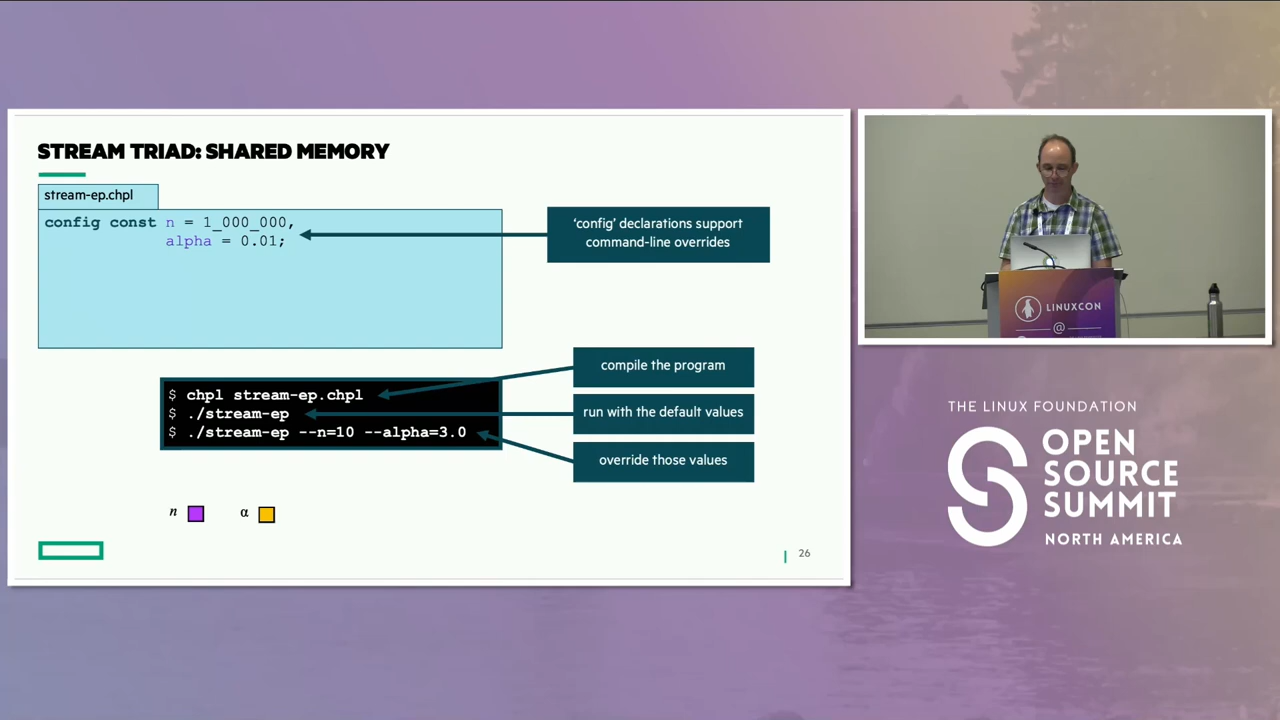 STREAM TRIAD: SHARED MEMORY
stream-ep.chpl
config const n = 1_000_000,
alpha = 0.01;
‘config’ declarations support
command-line overrides
$ chpl stream-ep.chpl
$ ./stream-ep
$ ./stream-ep --n=10 --alpha=3.0
compile the program
run with the default values
override those values
n
α
26
LINUXCON
@
THE LINUX FOUNDATION
OPEN
SOURCE
SUMMIT
NORTH AMERICA